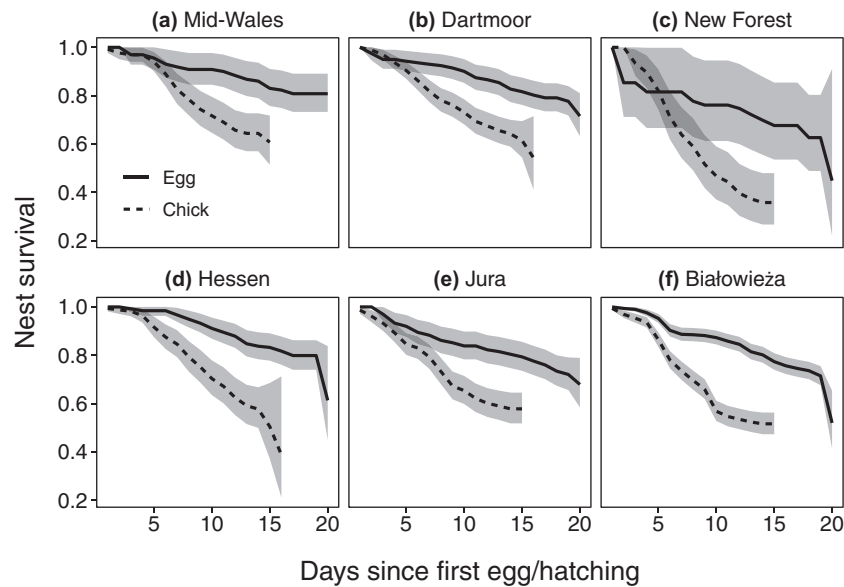 (a) Mid-Wales
(b) Dartmoor
(c) New Forest
1.0
0.8
0.6
0.4
0.2
Egg
Chick
(d) Hessen
(e) Jura
(f) Białowieża
1.0
0.8
0.6
0.4
0.2
5 10 15 20
5 10 15 20
5 10 15 20
Nest survival
Days since first egg/hatching